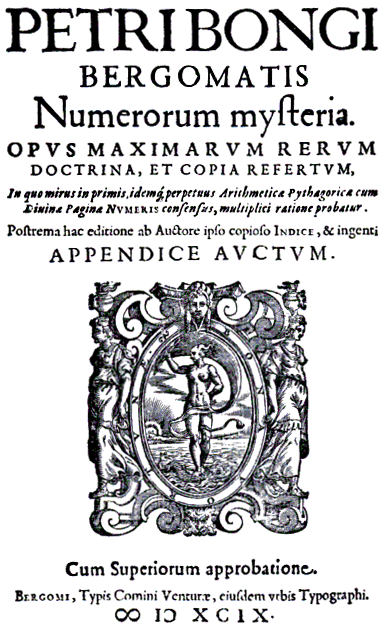 PETRI BONGI
BERGOMATIS
Numerorum myſteria.
OPVS MAXIMARVM RERVM
DOCTRINA, ET COPIA REFERTVM,
In quo mirus in primis, idemq́; perpetuus Arithmeticæ Pythagoricæ cum
Diuinæ Paginæ NVMERIS conſenſus, multiplici ratione probatur.
Poſtrema hac editione ab Auctore ipſo copioſo INDICE, & ingenti
APPENDICE AVCTVM.
Cum Superiorum approbatione.
BERGOMI, Typis Comini Venturæ, eiuſdem vrbis Typographi.
ↀ IↃ XCIX.